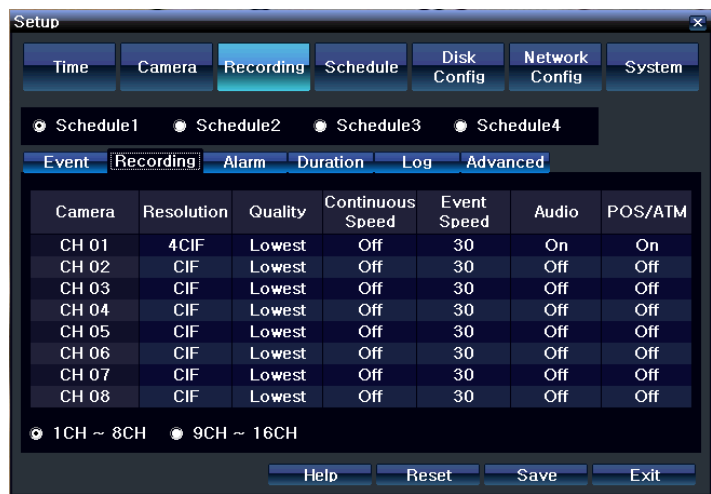 Setup
Time Camera Recording Schedule Disk Config Network Config System
Schedule1 Schedule2 Schedule3 Schedule4
Event Recording Alarm Duration Log Advanced
Camera Resolution Quality Continuous Speed Event Speed Audio POS/ATM
CH 01 4CIF Lowest Off 30 On On
CH 02 CIF Lowest Off 30 Off Off
CH 03 CIF Lowest Off 30 Off Off
CH 04 CIF Lowest Off 30 Off Off
CH 05 CIF Lowest Off 30 Off Off
CH 06 CIF Lowest Off 30 Off Off
CH 07 CIF Lowest Off 30 Off Off
CH 08 CIF Lowest Off 30 Off Off
1CH ~ 8CH 9CH ~ 16CH
Help Reset Save Exit